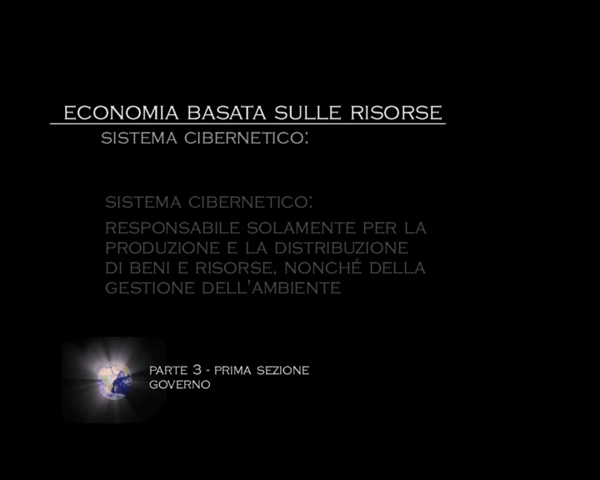 ECONOMIA BASATA SULLE RISORSE
SISTEMA CIBERNETICO:
SISTEMA CIBERNETICO:
RESPONSABILE SOLAMENTE PER LA
PRODUZIONE E LA DISTRIBUZIONE
DI BENI E RISORSE, NONCHÉ DELLA
GESTIONE DELL'AMBIENTE
PARTE 3 - PRIMA SEZIONE
GOVERNO